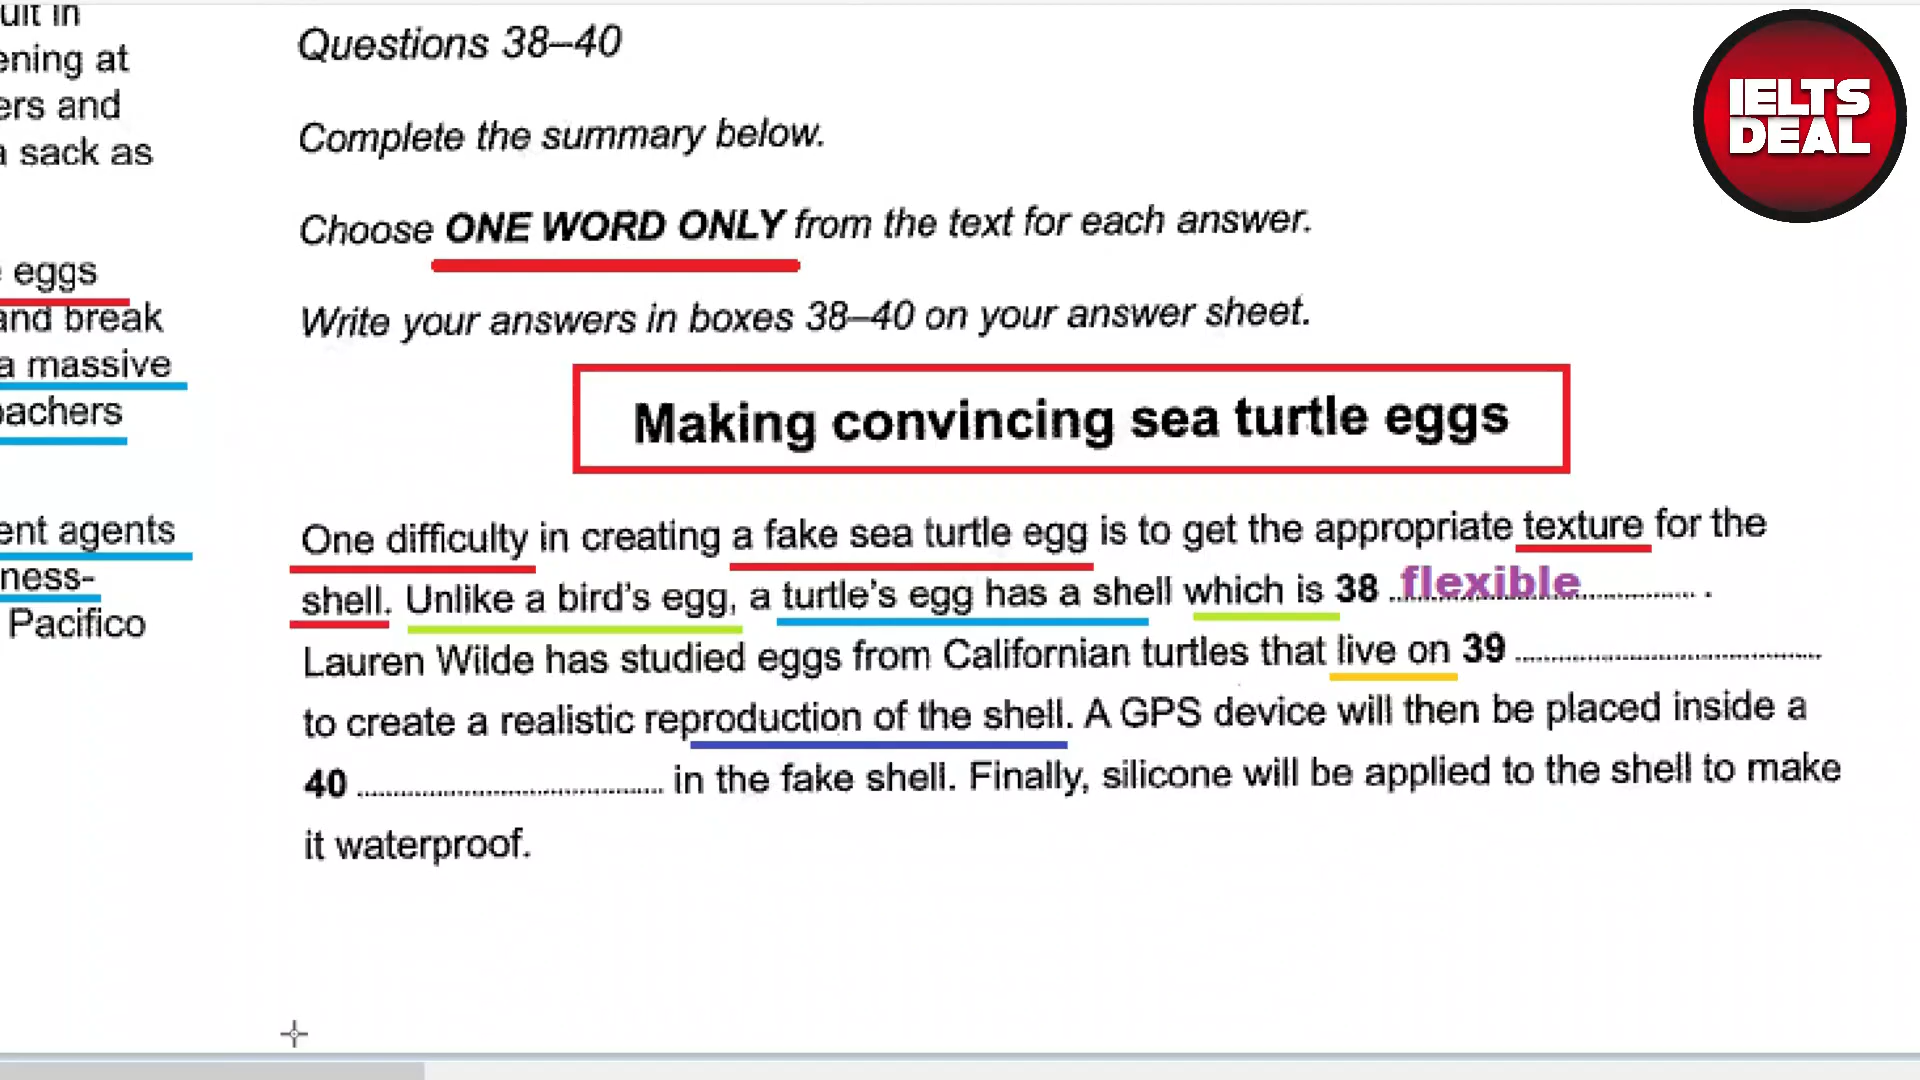 ult in
ening at
ers and
a sack as
eggs
and break
a massive
oachers
ent agents
ness-
Pacifico
Questions 38–40
Complete the summary below.
Choose ONE WORD ONLY from the text for each answer.
Write your answers in boxes 38–40 on your answer sheet.
Making convincing sea turtle eggs
One difficulty in creating a fake sea turtle egg is to get the appropriate texture for the
shell. Unlike a bird's egg, a turtle's egg has a shell which is 38 flexible .
Lauren Wilde has studied eggs from Californian turtles that live on 39 ..............................
to create a realistic reproduction of the shell. A GPS device will then be placed inside a
40 .............................. in the fake shell. Finally, silicone will be applied to the shell to make
it waterproof.
IELTS
DEAL